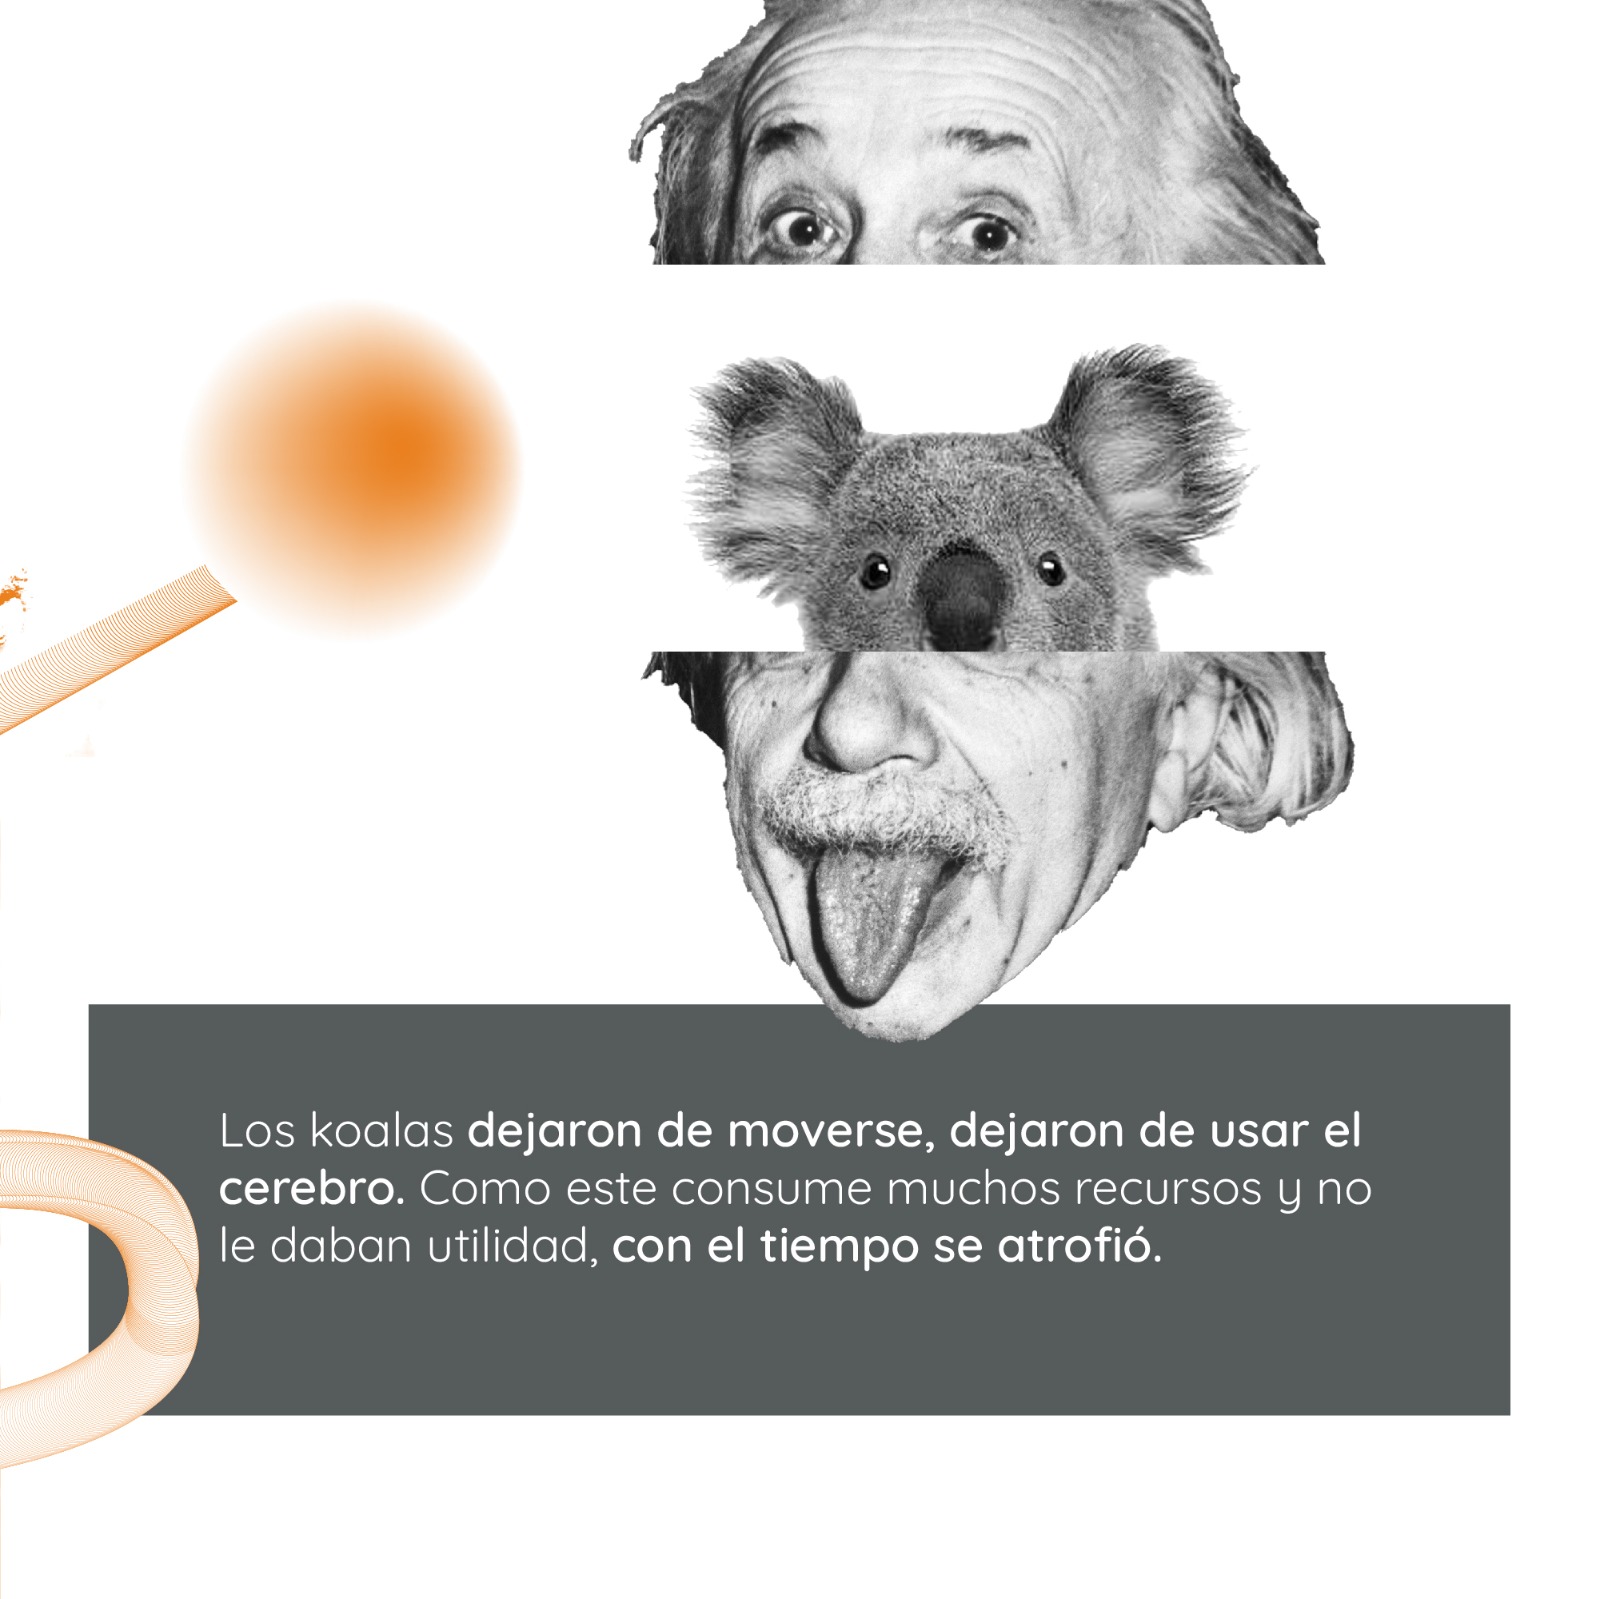 Los koalas dejaron de moverse, dejaron de usar el
cerebro. Como este consume muchos recursos y no
le daban utilidad, con el tiempo se atrofió.